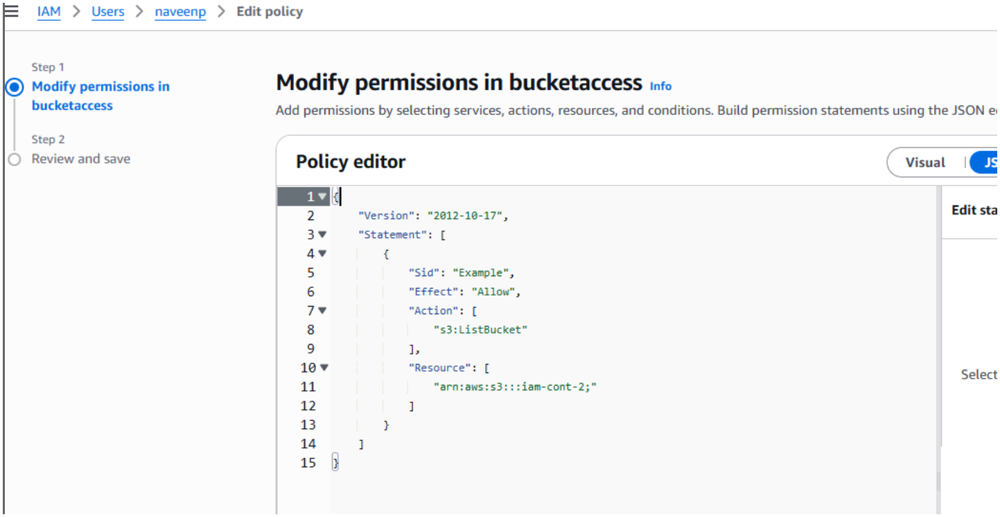 IAM > Users > naveenp > Edit policy
Step 1
Modify permissions in
bucketaccess
Step 2
Review and save
Modify permissions in bucketaccess Info
Add permissions by selecting services, actions, resources, and conditions. Build permission statements using the JSON e
Policy editor
Visual | JS
1 {
2 "Version": "2012-10-17",
3 "Statement": [
4 {
5 "Sid": "Example",
6 "Effect": "Allow",
7 "Action": [
8 "s3:ListBucket"
9 ],
10 "Resource": [
11 "arn:aws:s3:::iam-cont-2;"
12 ]
13 }
14 ]
15 }
Edit sta
Select